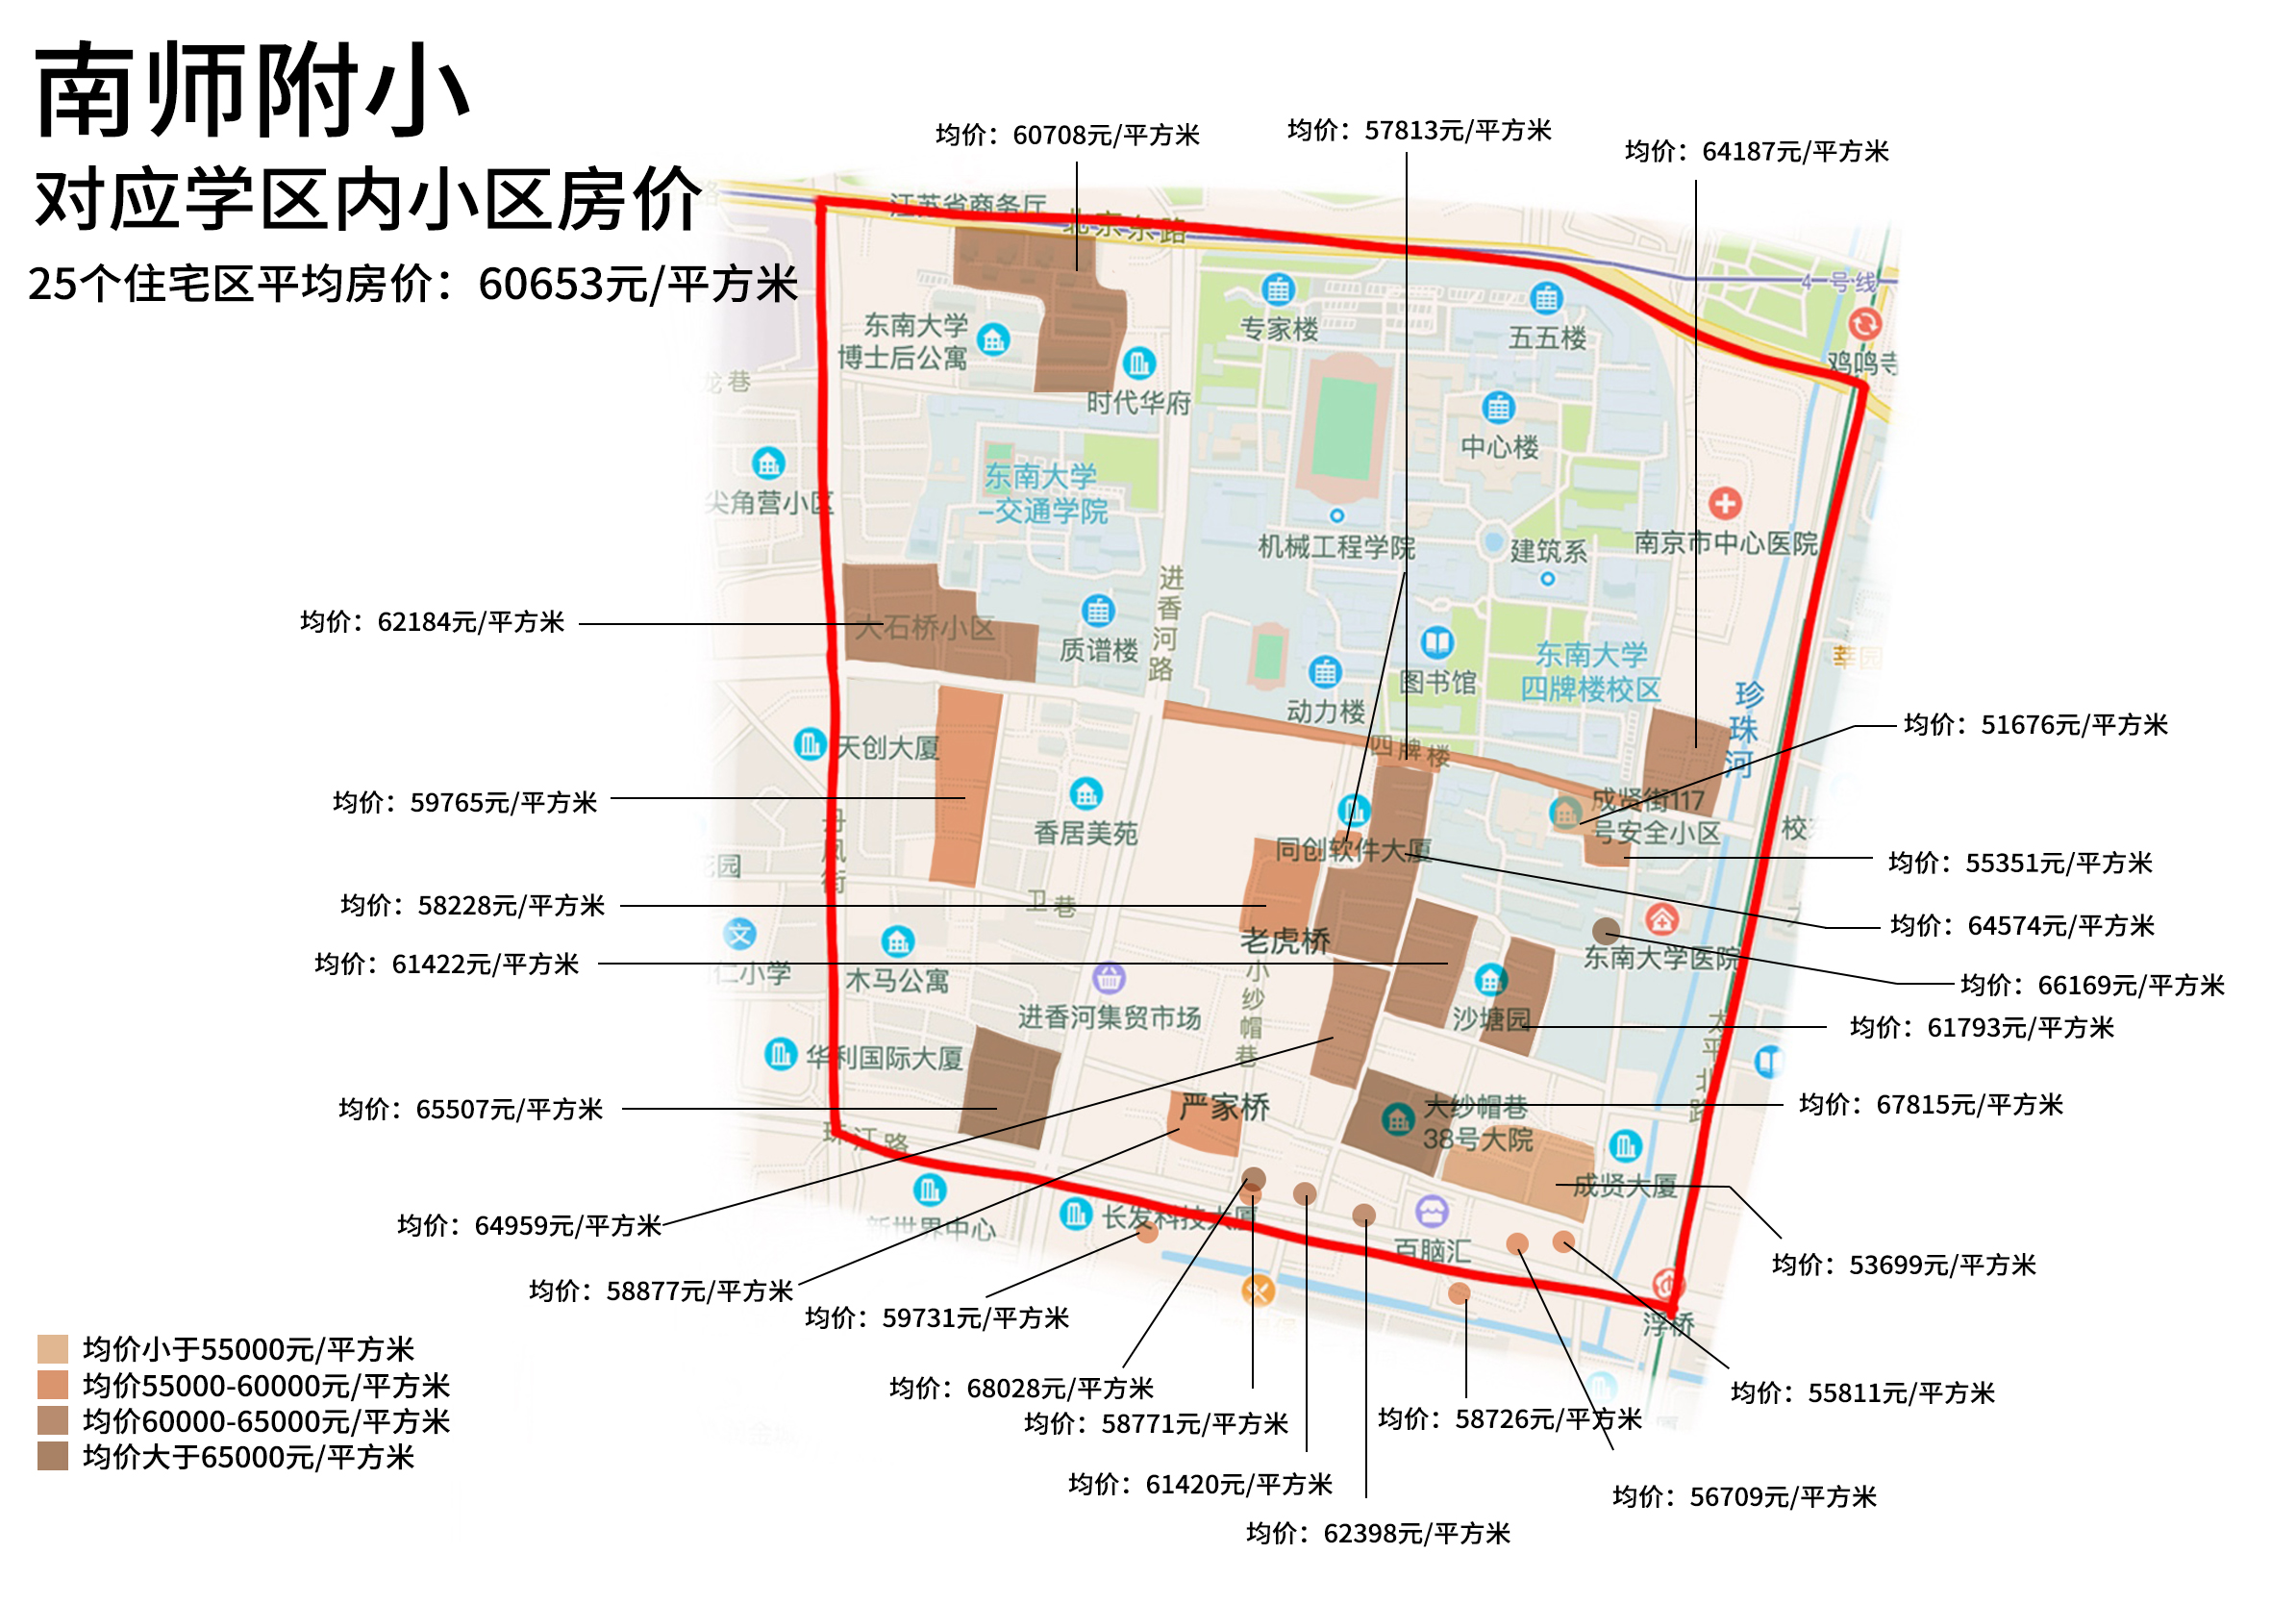 南师附小
对应学区内小区房价
25个住宅区平均房价：60653元/平方米
均价：60708元/平方米
均价：57813元/平方米
均价：64187元/平方米
江苏省商务厅
北京东路
4号线
鸡鸣寺
专家楼
五五楼
东南大学
博士后公寓
时代华府
龙巷
中心楼
尖角营小区
东南大学
-交通学院
机械工程学院
建筑系
南京市中心医院
进香河路
均价：62184元/平方米
大石桥小区
质谱楼
图书馆
东南大学
四牌楼校区
莘园
动力楼
珍珠河
均价：51676元/平方米
天创大厦
四牌楼
均价：59765元/平方米
丹凤街
香居美苑
成贤街117
号安全小区
同创软件大厦
均价：55351元/平方米
花园
均价：58228元/平方米
卫巷
均价：64574元/平方米
老虎桥
东南大学医院
均价：61422元/平方米
仁小学
木马公寓
小纱帽巷
均价：66169元/平方米
进香河集贸市场
沙塘园
均价：61793元/平方米
太平北路
华利国际大厦
均价：65507元/平方米
严家桥
大纱帽巷
38号大院
均价：67815元/平方米
珠江路
成贤大厦
均价：64959元/平方米
新世界中心
长发科技大厦
百脑汇
均价：53699元/平方米
均价：58877元/平方米
均价：59731元/平方米
浮桥
均价：68028元/平方米
均价：55811元/平方米
均价：58771元/平方米
均价：58726元/平方米
均价：61420元/平方米
均价：56709元/平方米
均价：62398元/平方米
均价小于55000元/平方米
均价55000-60000元/平方米
均价60000-65000元/平方米
均价大于65000元/平方米